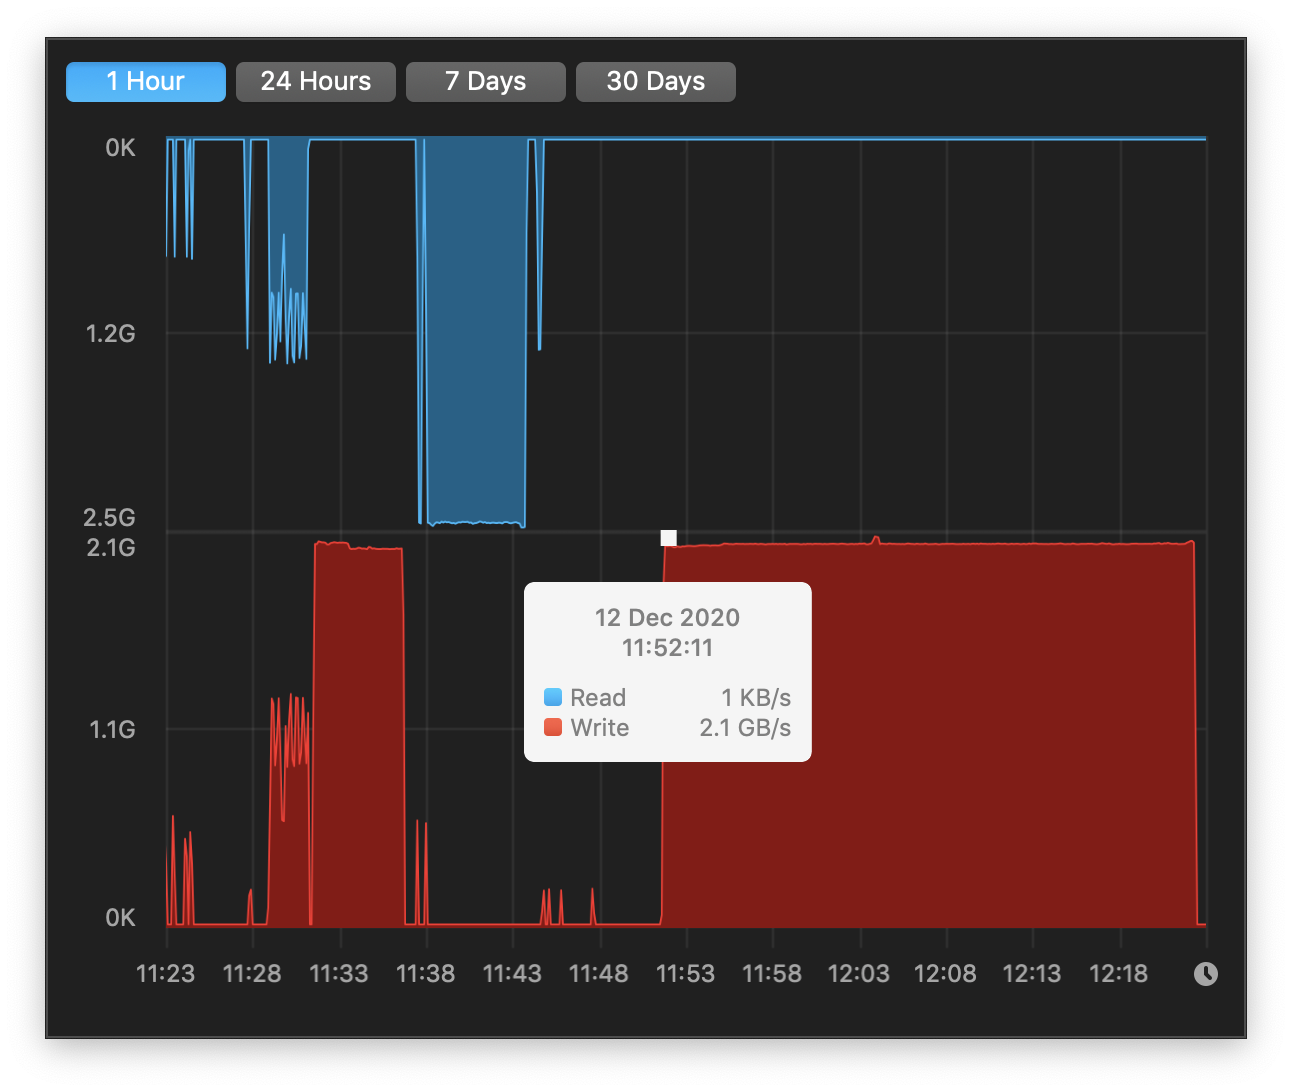 1 Hour 24 Hours 7 Days 30 Days
0K
1.2G
2.5G
2.1G
12 Dec 2020
11:52:11
Read 1 KB/s
Write 2.1 GB/s
1.1G
0K
11:23 11:28 11:33 11:38 11:43 11:48 11:53 11:58 12:03 12:08 12:13 12:18